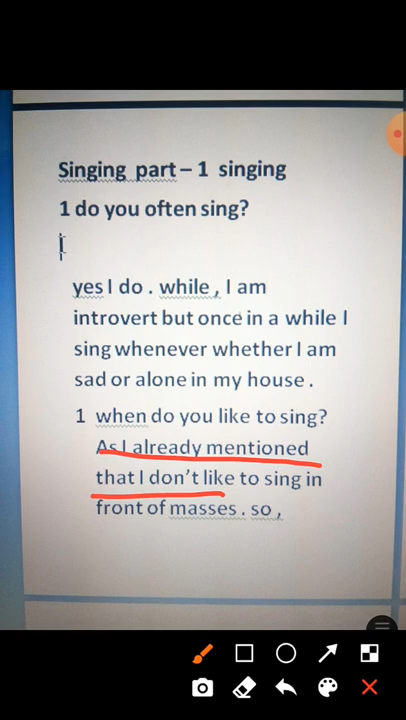 Singing part – 1 singing
1 do you often sing?
yes I do . while , I am
introvert but once in a while I
sing whenever whether I am
sad or alone in my house .
1 when do you like to sing?
As I already mentioned
that I don't like to sing in
front of masses . so ,